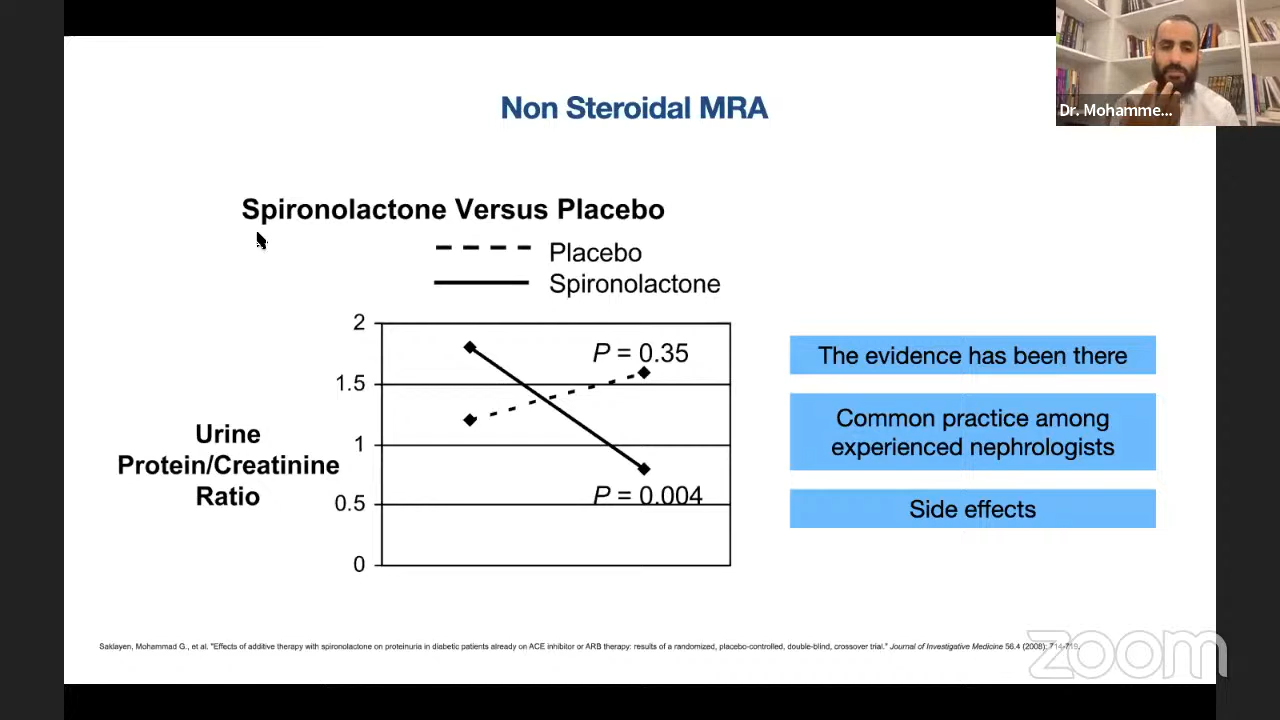 Non Steroidal MRA
Dr. Mohamme...
Spironolactone Versus Placebo
Placebo
Spironolactone
2
1.5
1
0.5
0
P = 0.35
P = 0.004
Urine
Protein/Creatinine
Ratio
The evidence has been there
Common practice among
experienced nephrologists
Side effects
Saklayen, Mohammad G., et al. "Effects of additive therapy with spironolactone on proteinuria in diabetic patients already on ACE inhibitor or ARB therapy: results of a randomized, placebo-controlled, double-blind, crossover trial." Journal of Investigative Medicine 56.4 (2008): 714-719.
zoom